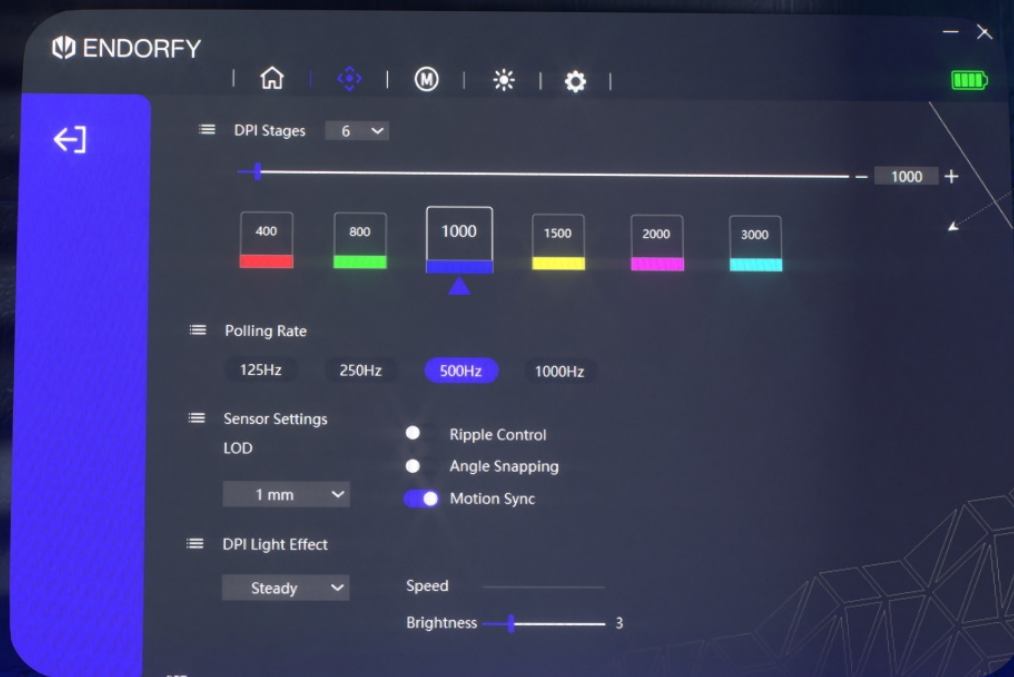 ENDORFY
M
DPI Stages 6
1000
400 800 1000 1500 2000 3000
Polling Rate
125Hz 250Hz 500Hz 1000Hz
Sensor Settings
LOD
Ripple Control
Angle Snapping
1 mm
Motion Sync
DPI Light Effect
Steady
Speed
Brightness 3